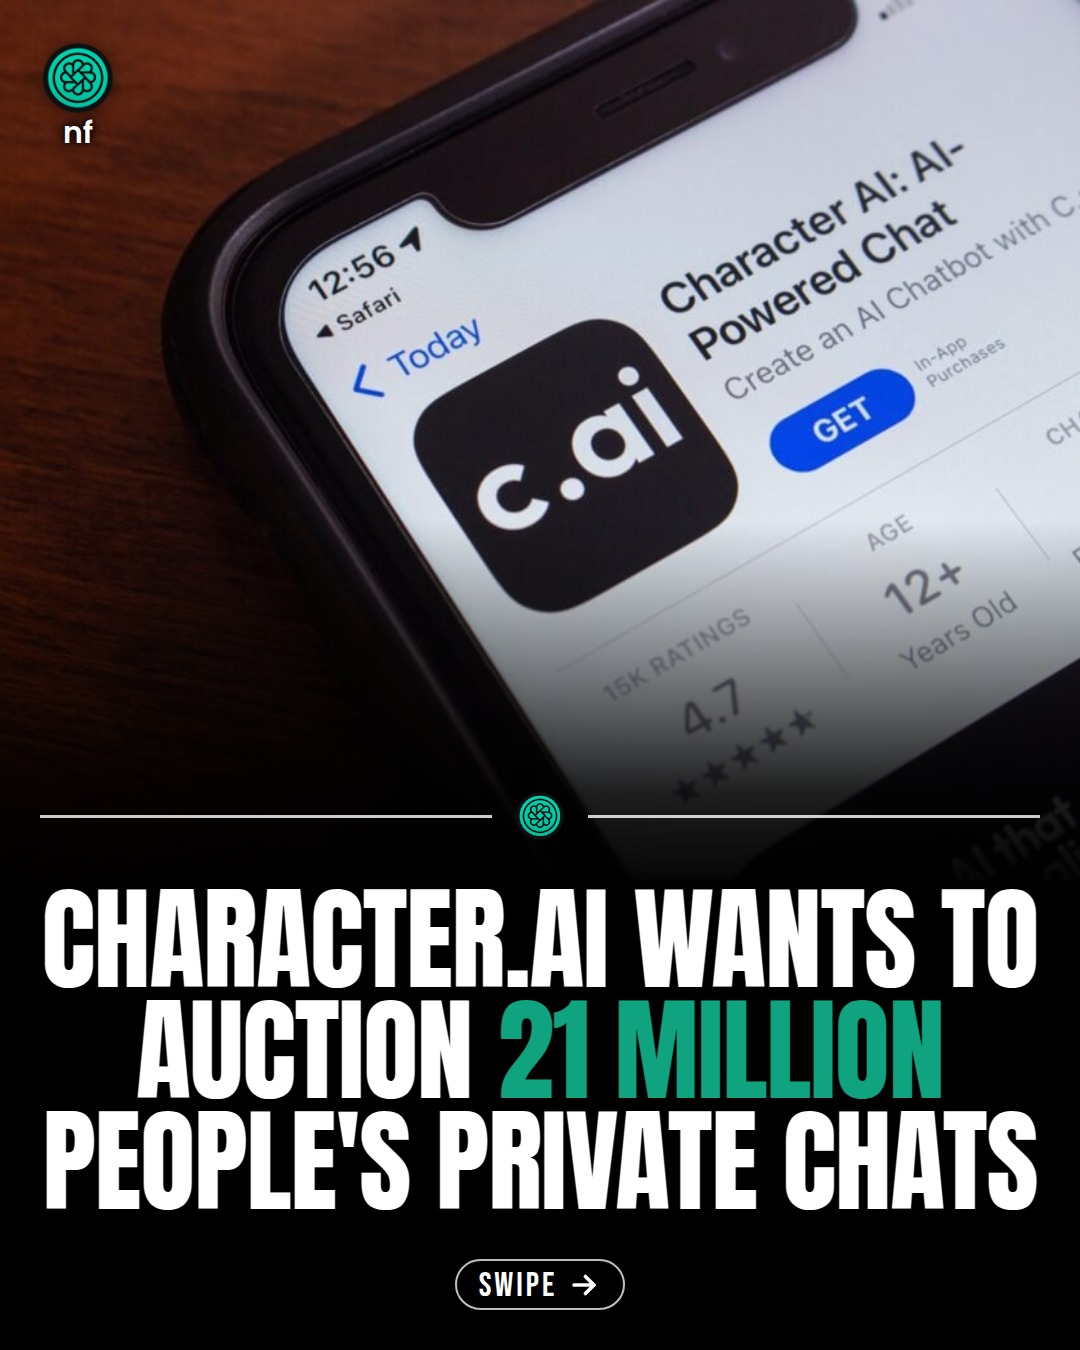 nf
12:56
Safari
Today
c.ai
Character AI: AI-
Powered Chat
Create an AI Chatbot with C.
GET
In-App
Purchases
15K RATINGS
4.7
★★★★★
AGE
12+
Years Old
AI that
CHARACTER.AI WANTS TO
AUCTION 21 MILLION
PEOPLE'S PRIVATE CHATS
SWIPE →